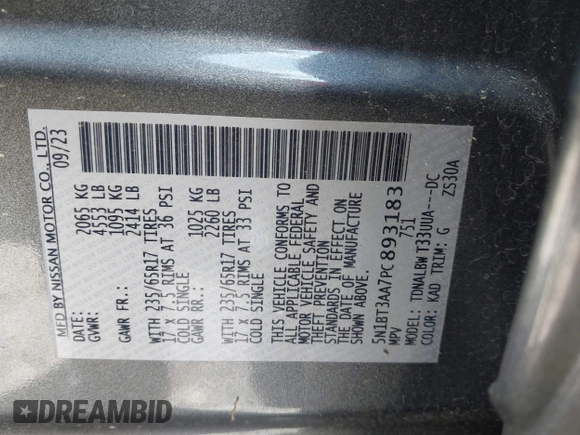 MFD BY NISSAN MOTOR CO., LTD.
09/23
GVWR: 2065 KG
4553 LB
GAWR FR.: 1095 KG
2414 LB
WITH 235/65R17 TIRES
17 x 7.5 RIMS AT 36 PSI
COLD SINGLE
GAWR RR.: 1025 KG
2260 LB
WITH 235/65R17 TIRES
17 x 7.5 RIMS AT 33 PSI
COLD SINGLE
THIS VEHICLE CONFORMS TO
ALL APPLICABLE FEDERAL
MOTOR VEHICLE SAFETY AND
THEFT PREVENTION
STANDARDS IN EFFECT ON
THE DATE OF MANUFACTURE
SHOWN ABOVE.
5N1BT3AA7PC893183
MPV 751
MODEL: TDNALBW T33UUA----DC
COLOR: KAD TRIM: G ZS30A
DREAMBID